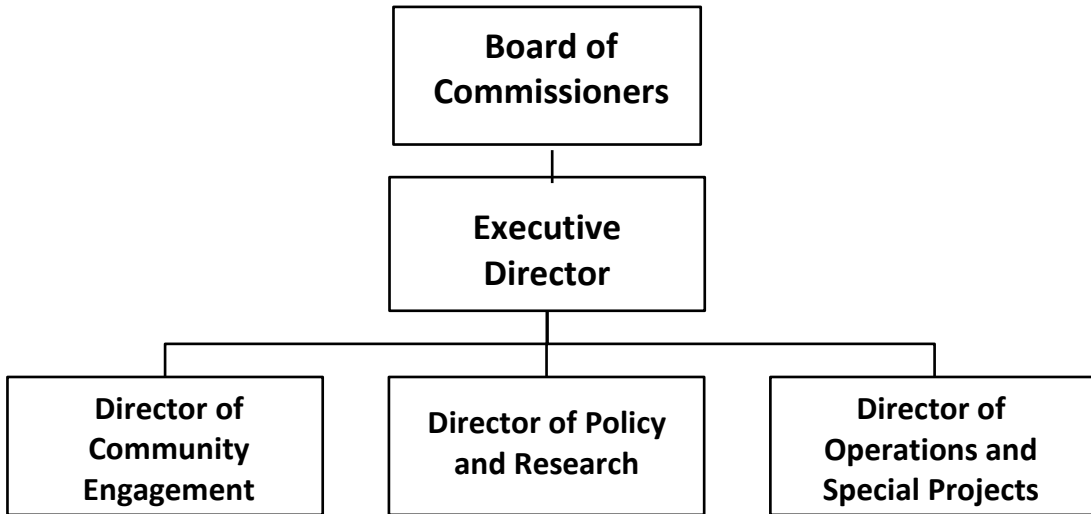 Board of
Commissioners
Executive
Director
Director of
Community
Engagement
Director of Policy
and Research
Director of
Operations and
Special Projects